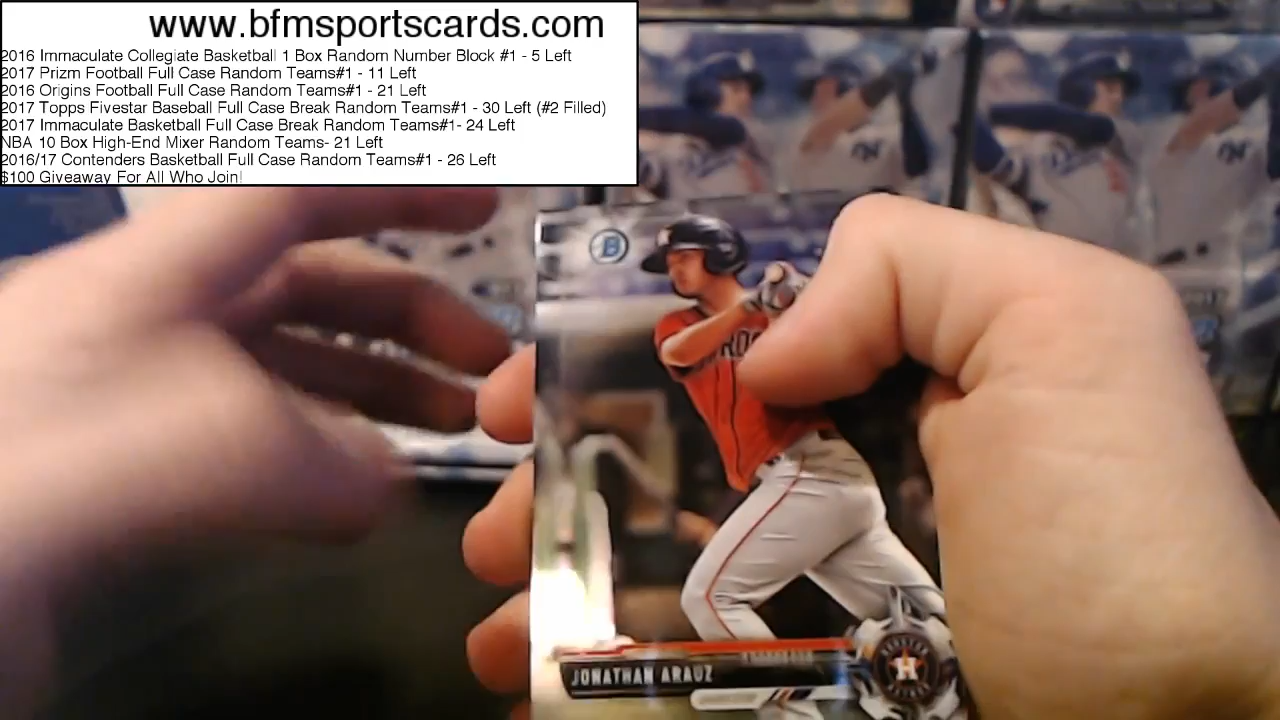 www.bfmsportscards.com
2016 Immaculate Collegiate Basketball 1 Box Random Number Block #1 - 5 Left
2017 Prizm Football Full Case Random Teams#1 - 11 Left
2016 Origins Football Full Case Random Teams#1 - 21 Left
2017 Topps Fivestar Baseball Full Case Break Random Teams#1 - 30 Left (#2 Filled)
2017 Immaculate Basketball Full Case Break Random Teams#1- 24 Left
NBA 10 Box High-End Mixer Random Teams- 21 Left
2016/17 Contenders Basketball Full Case Random Teams#1 - 26 Left
$100 Giveaway For All Who Join!
B
JONATHAN ARAUZ
H